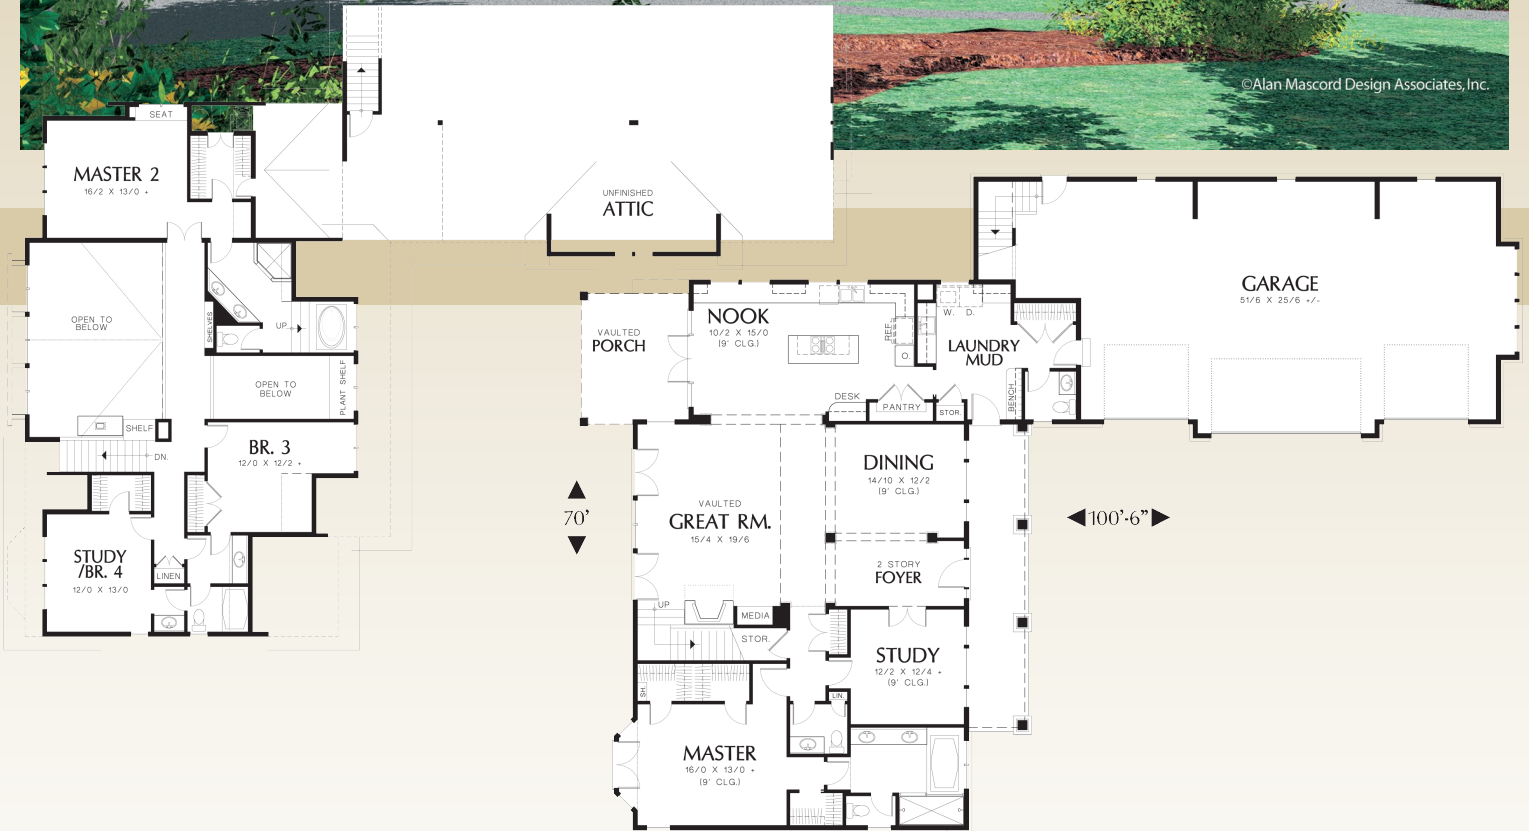 ©Alan Mascord Design Associates, Inc.
SEAT
MASTER 2
16/2 X 13/0 +
UNFINISHED
ATTIC
OPEN TO
BELOW
SHELVES
UP
OPEN TO
BELOW
PLANT SHELF
SHELF
DN.
BR. 3
12/0 X 12/2 +
STUDY
/BR. 4
12/0 X 13/0
LINEN
GARAGE
51/6 X 25/6 +/-
VAULTED
PORCH
NOOK
10/2 X 15/0
(9' CLG.)
REF.
O.
W. D.
LAUNDRY
MUD
BENCH
DESK
PANTRY
STOR.
DINING
14/10 X 12/2
(9' CLG.)
VAULTED
GREAT RM.
15/4 X 19/6
2 STORY
FOYER
70'
100'-6"
UP
MEDIA
STOR.
STUDY
12/2 X 12/4 +
(9' CLG.)
SH.
LIN.
MASTER
16/0 X 13/0 +
(9' CLG.)